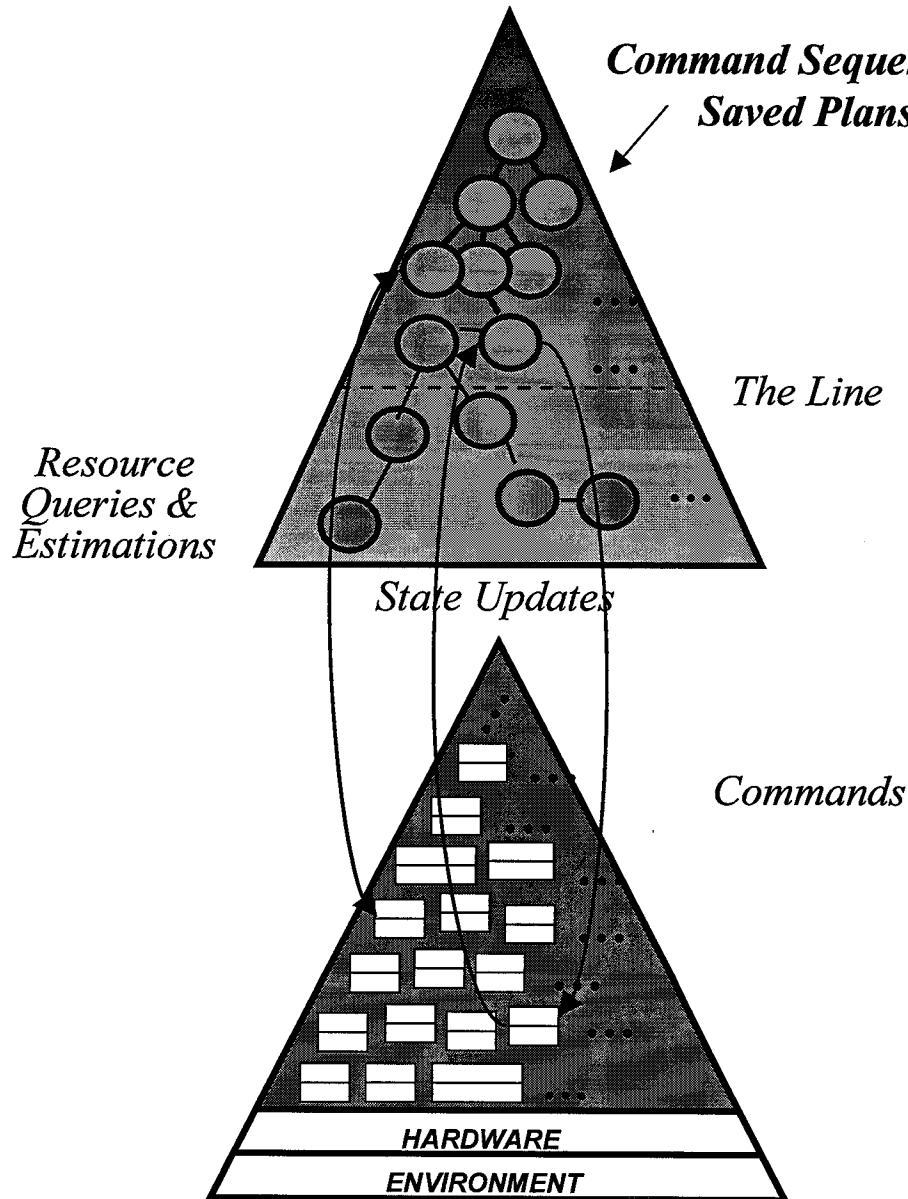 Command Seque
Saved Plans
The Line
Resource
Queries &
Estimations
State Updates
Commands
HARDWARE
ENVIRONMENT